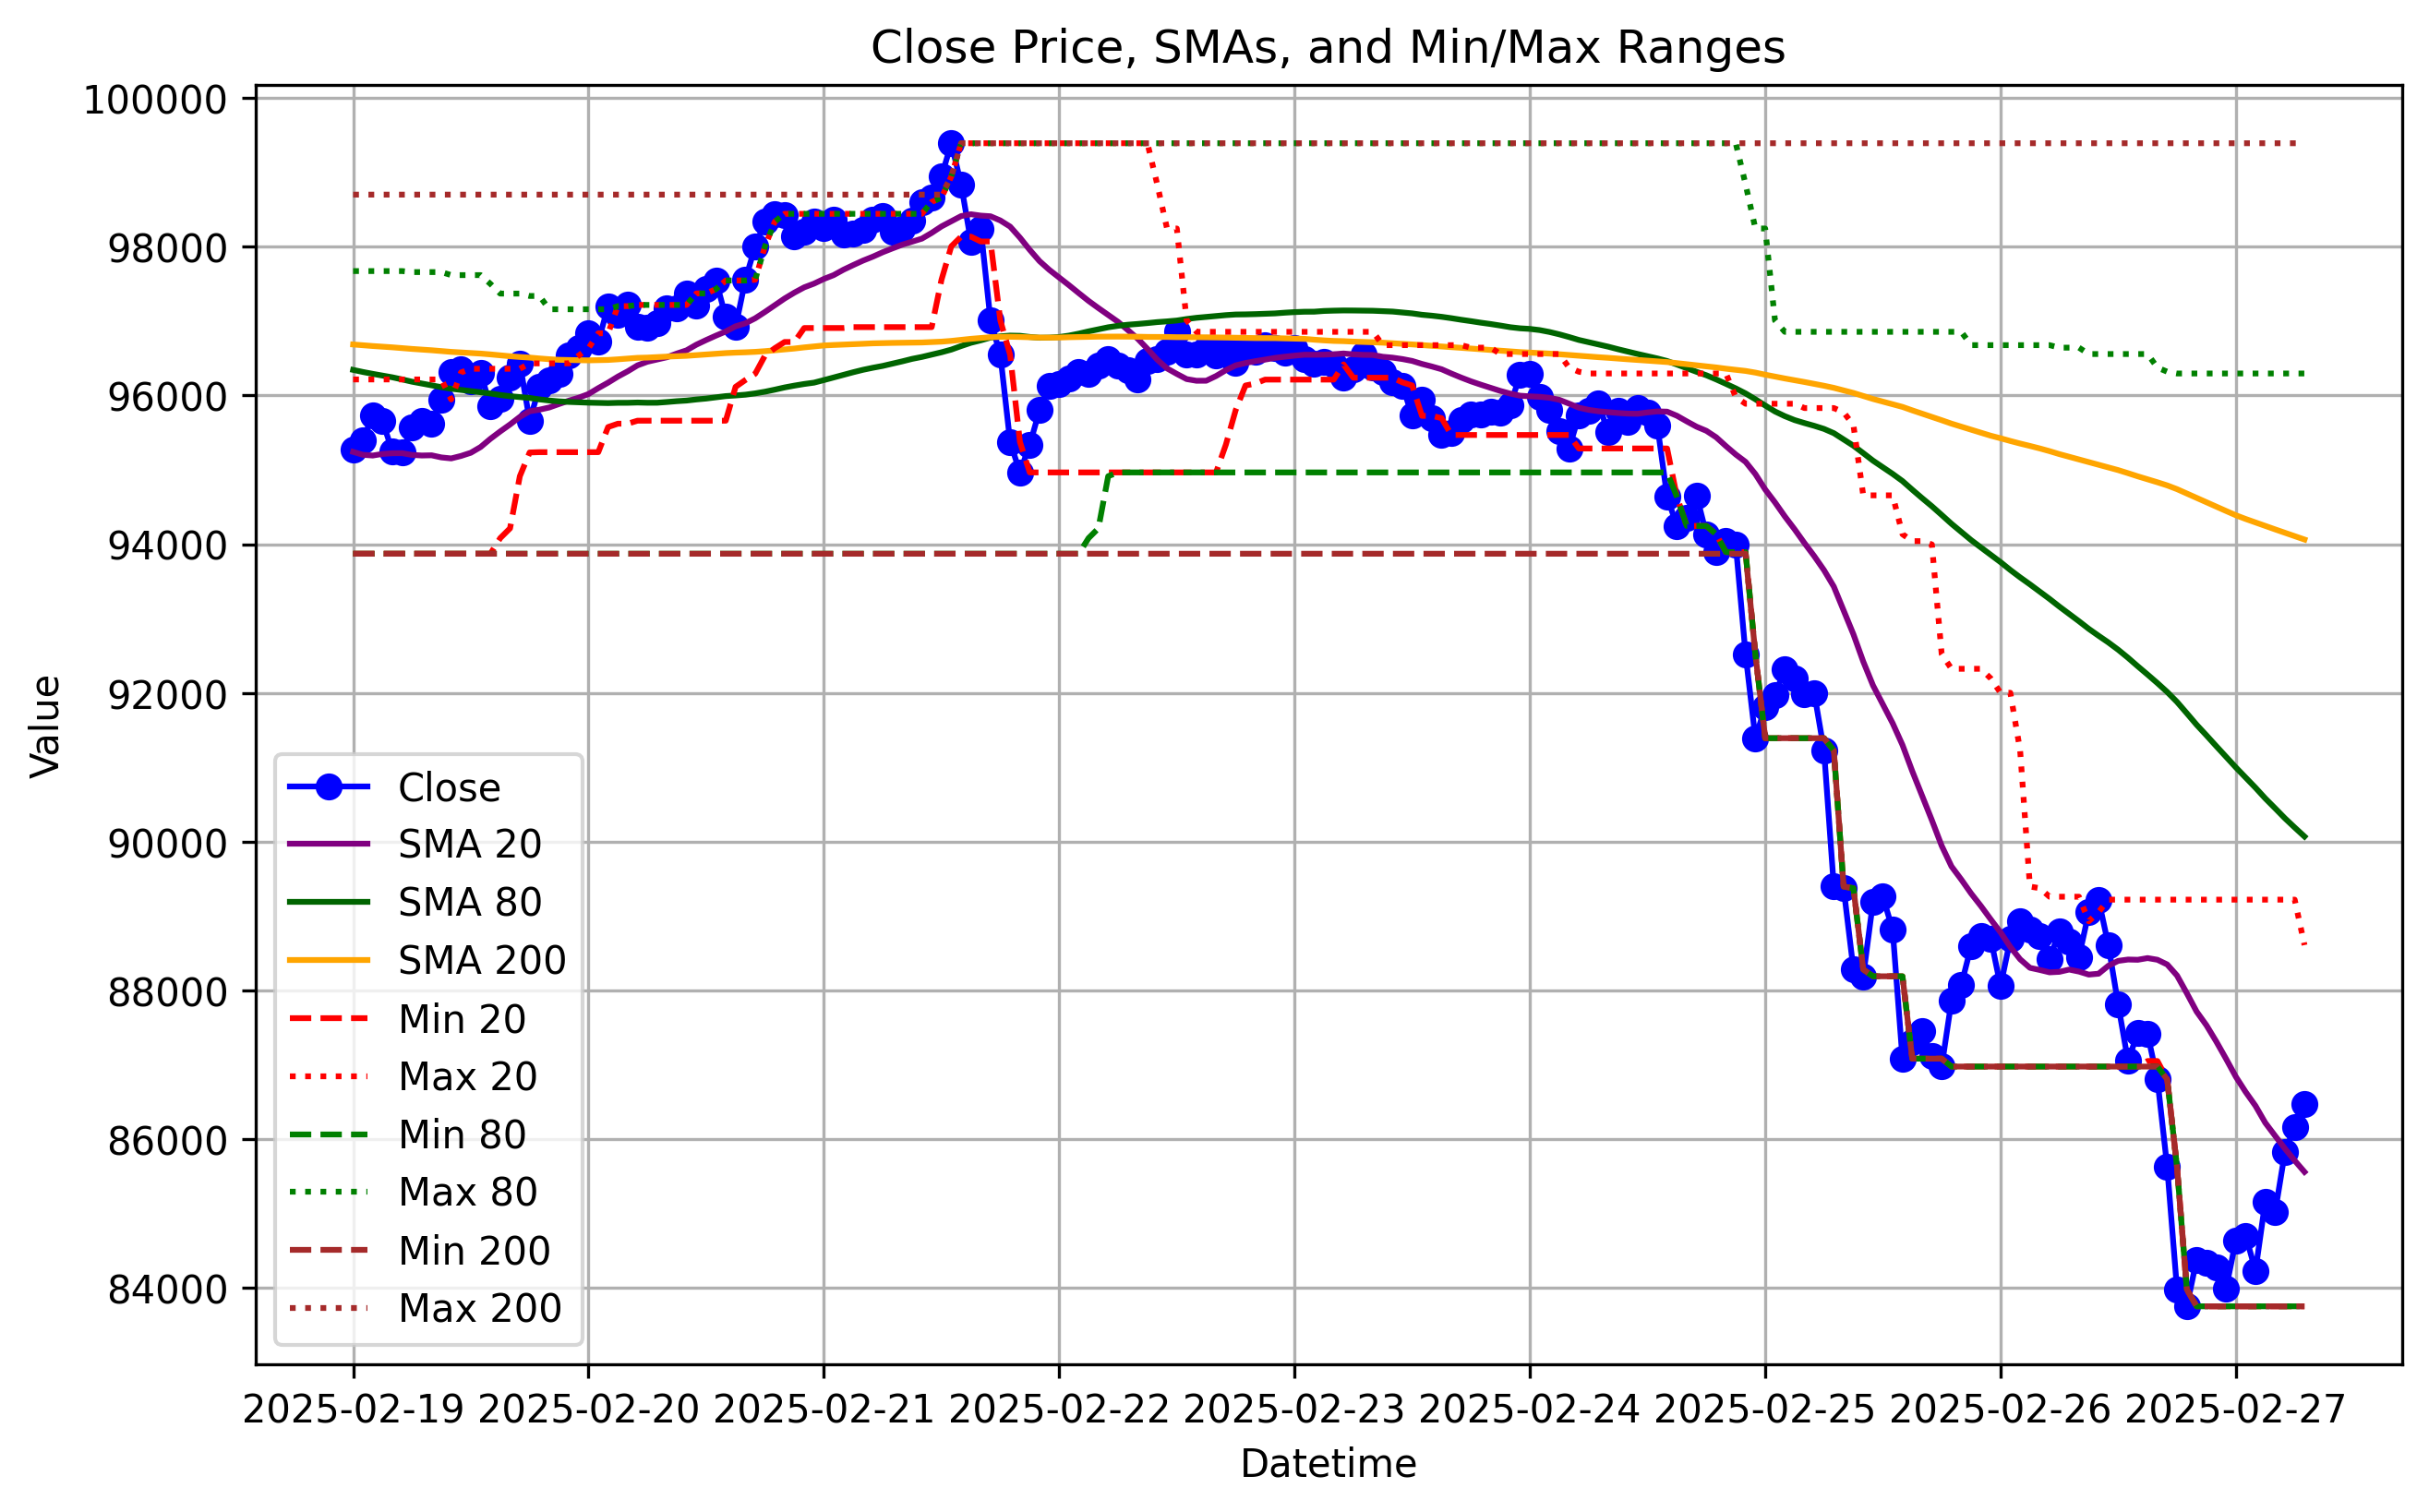 Close Price, SMAs, and Min/Max Ranges
100000
98000
96000
94000
92000
90000
88000
86000
84000
Value
Close
SMA 20
SMA 80
SMA 200
Min 20
Max 20
Min 80
Max 80
Min 200
Max 200
2025-02-19 2025-02-20 2025-02-21 2025-02-22 2025-02-23 2025-02-24 2025-02-25 2025-02-26 2025-02-27
Datetime